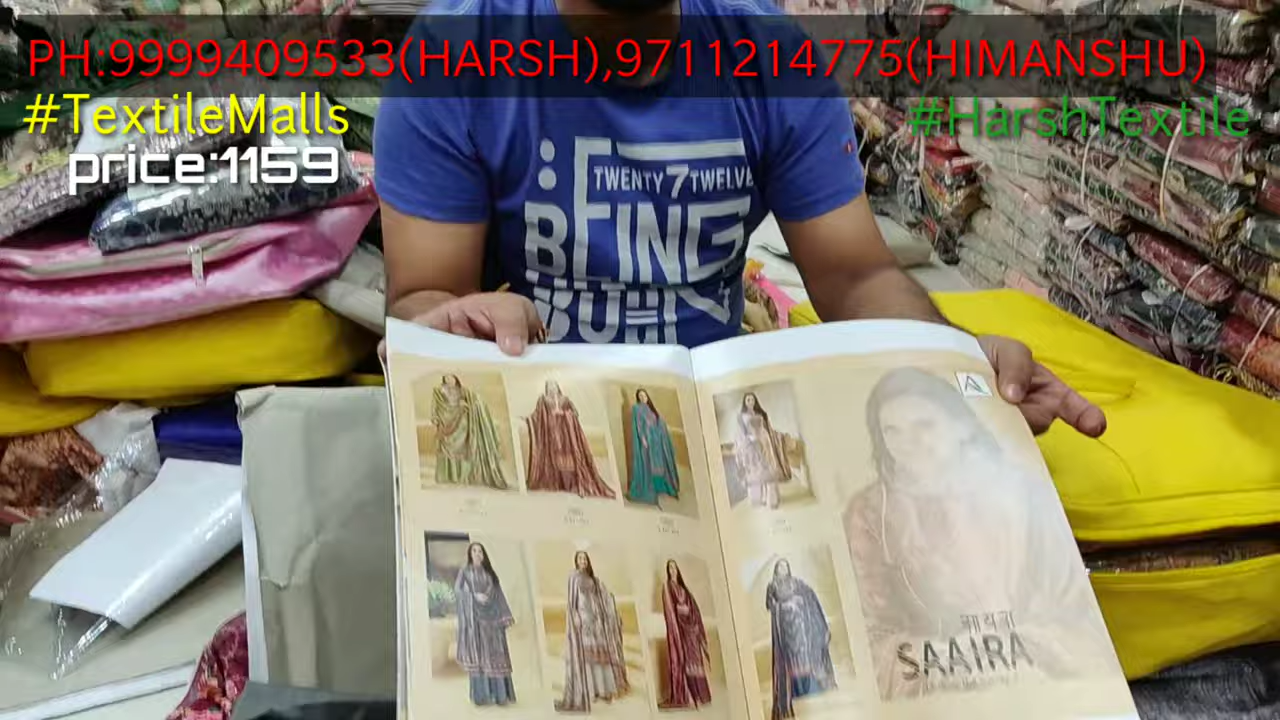 PH:9999409533(HARSH),9711214775(HIMANSHU)
#TextileMalls
#HarshTextile
price:1159
TWENTY 7 TWELVE
BEING
SAAIRA